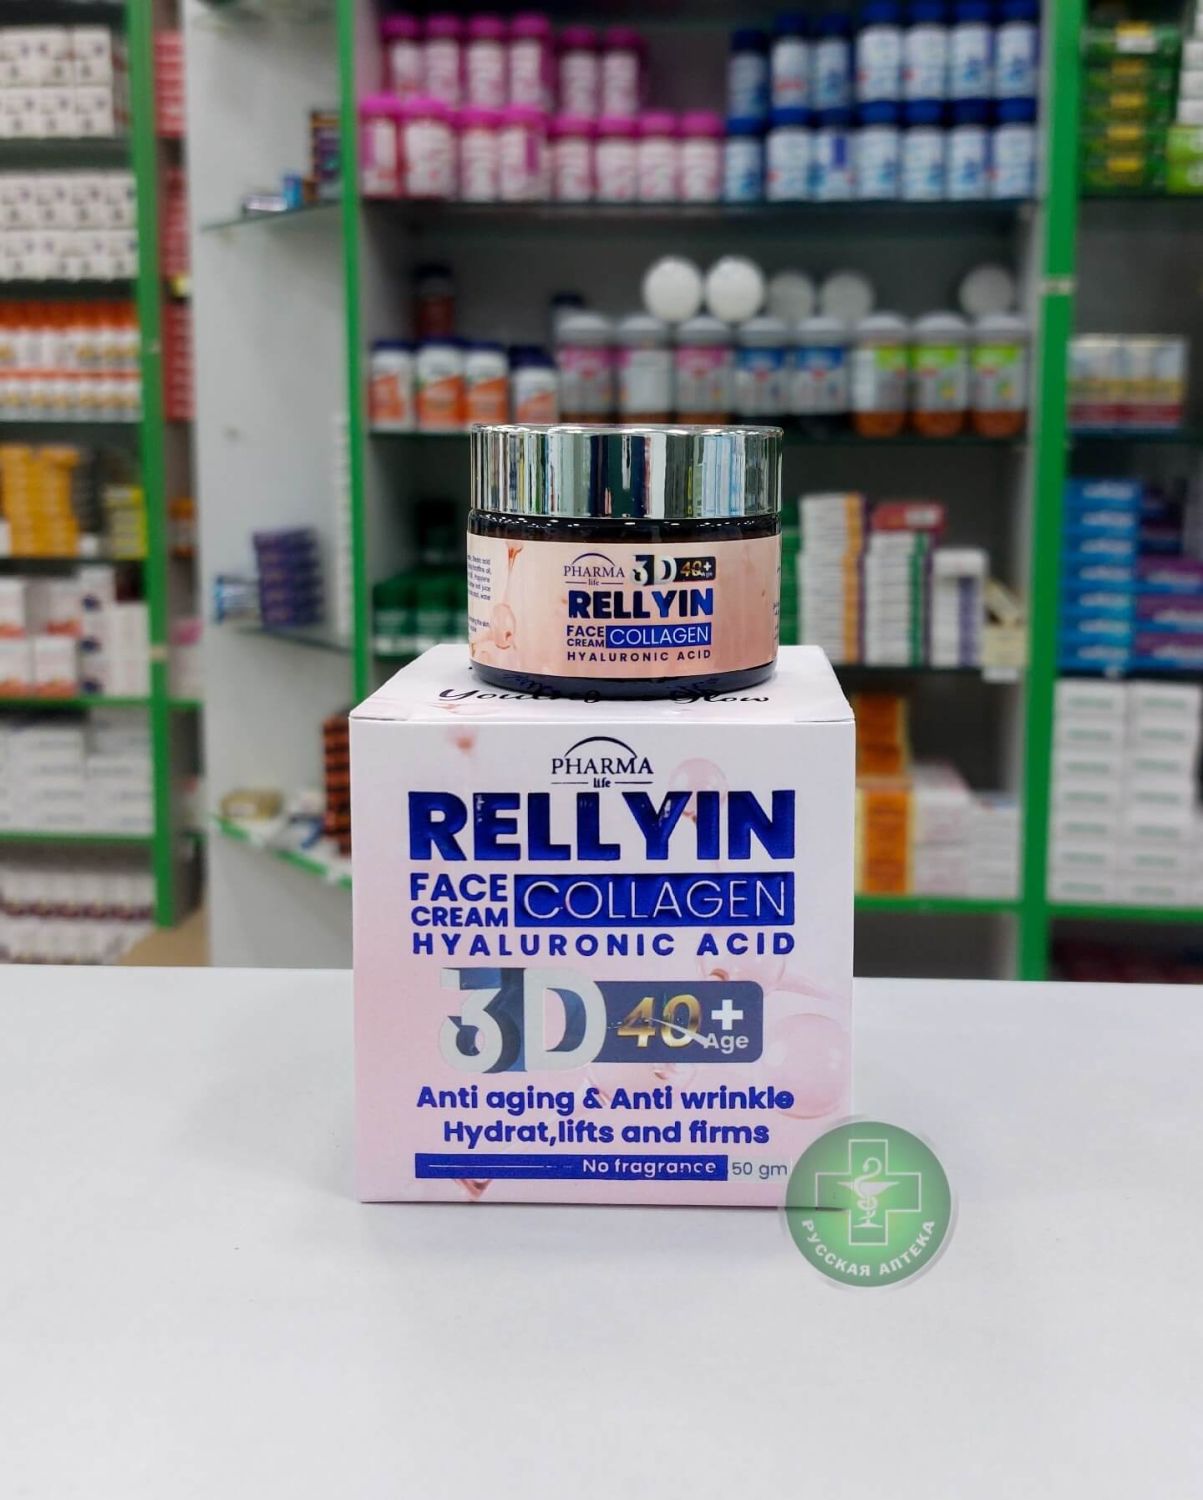 PHARMA
life
3D 40+
Age
RELLYIN
FACE
CREAM
COLLAGEN
HYALURONIC ACID
PHARMA
life
RELLYIN
FACE
CREAM
COLLAGEN
HYALURONIC ACID
3D 40+
Age
Anti aging & Anti wrinkle
Hydrat,lifts and firms
No fragrance 50 gm
РУССКАЯ АПТЕКА